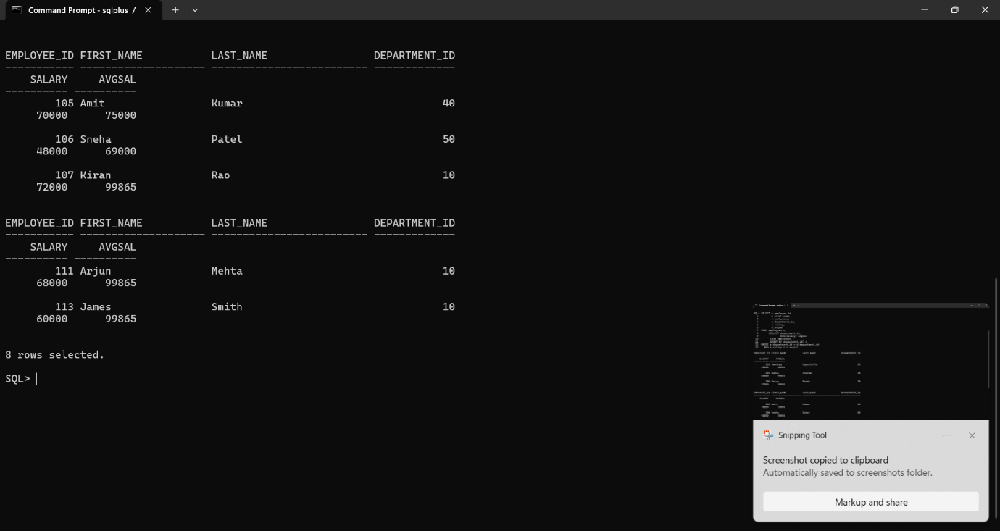 Command Prompt - sqlplus /
EMPLOYEE_ID FIRST_NAME           LAST_NAME                 DEPARTMENT_ID
----------- -------------------- ------------------------- -------------
    SALARY     AVGSAL
---------- ----------
        105 Amit                 Kumar                                40
     70000      75000
        106 Sneha                Patel                                50
     48000      69000
        107 Kiran                Rao                                  10
     72000      99865
EMPLOYEE_ID FIRST_NAME           LAST_NAME                 DEPARTMENT_ID
----------- -------------------- ------------------------- -------------
    SALARY     AVGSAL
---------- ----------
        111 Arjun                Mehta                                10
     68000      99865
        113 James                Smith                                10
     60000      99865
8 rows selected.
SQL>
Snipping Tool
Screenshot copied to clipboard
Automatically saved to screenshots folder.
Markup and share